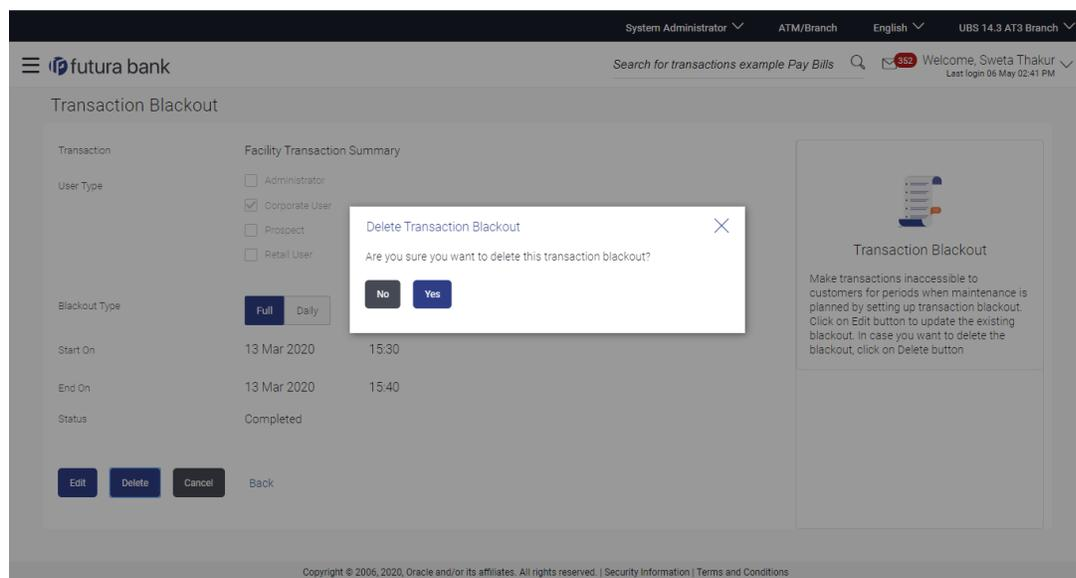 System Administrator ATM/Branch English UBS 14.3 AT3 Branch
futura bank
Search for transactions example Pay Bills
352
Welcome, Sweta Thakur
Last login 06 May 02:41 PM
Transaction Blackout
Transaction Facility Transaction Summary
User Type
Administrator
Corporate User
Prospect
Retail User
Delete Transaction Blackout
Are you sure you want to delete this transaction blackout?
No Yes
Blackout Type Full Daily
Start On 13 Mar 2020 15:30
End On 13 Mar 2020 15:40
Status Completed
Edit Delete Cancel Back
Transaction Blackout
Make transactions inaccessible to
customers for periods when maintenance is
planned by setting up transaction blackout.
Click on Edit button to update the existing
blackout. In case you want to delete the
blackout, click on Delete button
Copyright © 2006, 2020, Oracle and/or its affiliates. All rights reserved. | Security Information | Terms and Conditions